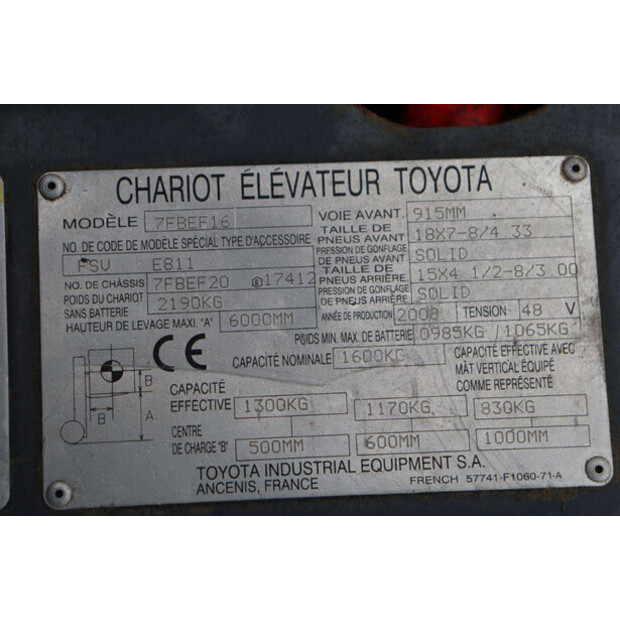 CHARIOT ÉLÉVATEUR TOYOTA
MODÈLE 7FBEF16
NO. DE CODE DE MODÈLE SPÉCIAL TYPE D'ACCESSOIRE
FSV E811
NO. DE CHÂSSIS 7FBEF20 17412
POIDS DU CHARIOT
SANS BATTERIE 2190KG
HAUTEUR DE LEVAGE MAXI. "A" 6000MM
VOIE AVANT. 915MM
TAILLE DE
PNEUS AVANT 18X7-8/4.33
PRESSION DE GONFLAGE
DE PNEUS AVANT SOLID
TAILLE DE
PNEUS ARRIÈRE 15X4 1/2-8/3.00
PRESSION DE GONFLAGE
DE PNEUS ARRIÈRE SOLID
ANNÉE DE PRODUCTION 2008 TENSION 48 V
POIDS MIN. MAX. DE BATTERIE 0985KG / 1065KG
CE
CAPACITÉ NOMINALE 1600KG
CAPACITÉ EFFECTIVE AVEC
MÂT VERTICAL ÉQUIPÉ
COMME REPRÉSENTÉ
B
A
B
CAPACITÉ
EFFECTIVE 1300KG 1170KG 830KG
CENTRE
DE CHARGE "B" 500MM 600MM 1000MM
TOYOTA INDUSTRIAL EQUIPMENT S.A.
ANCENIS, FRANCE
FRENCH 57741-F1060-71-A